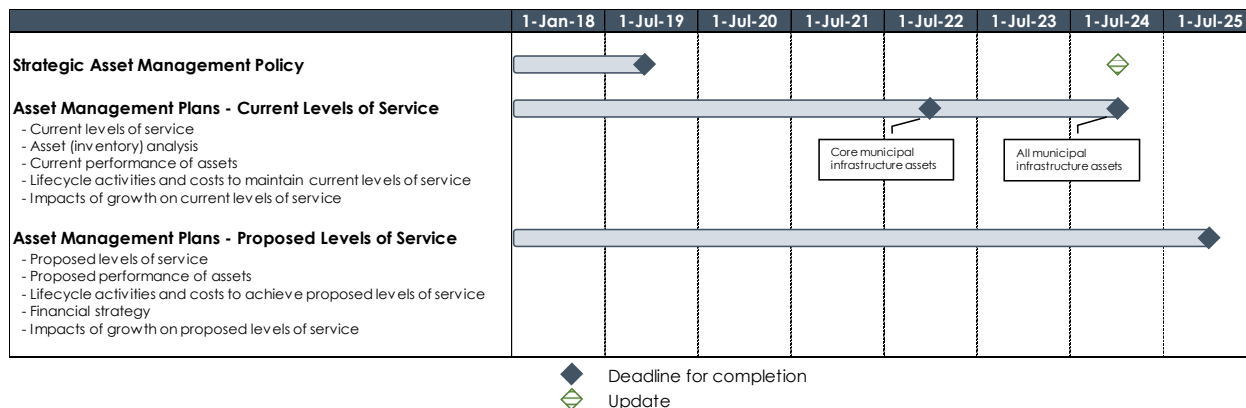 1-Jan-18 1-Jul-19 1-Jul-20 1-Jul-21 1-Jul-22 1-Jul-23 1-Jul-24 1-Jul-25
Strategic Asset Management Policy
Asset Management Plans - Current Levels of Service
- Current levels of service
- Asset (inventory) analysis
- Current performance of assets
- Lifecycle activities and costs to maintain current levels of service
- Impacts of growth on current levels of service
Core municipal
infrastructure assets
All municipal
infrastructure assets
Asset Management Plans - Proposed Levels of Service
- Proposed levels of service
- Proposed performance of assets
- Lifecycle activities and costs to achieve proposed levels of service
- Financial strategy
- Impacts of growth on proposed levels of service
Deadline for completion
Update